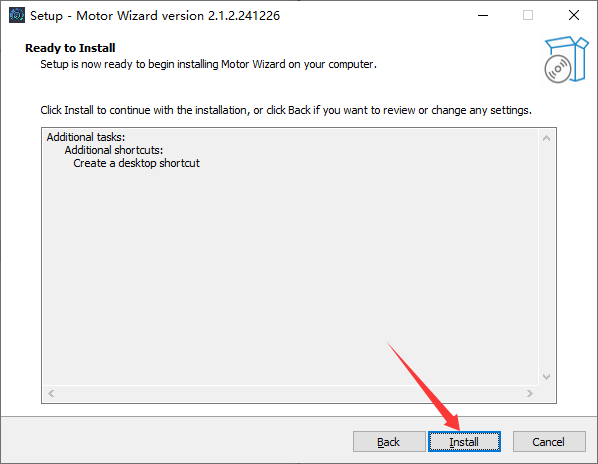 Setup - Motor Wizard version 2.1.2.241226
Ready to Install
Setup is now ready to begin installing Motor Wizard on your computer.
Click Install to continue with the installation, or click Back if you want to review or change any settings.
Additional tasks:
Additional shortcuts:
Create a desktop shortcut
Back
Install
Cancel